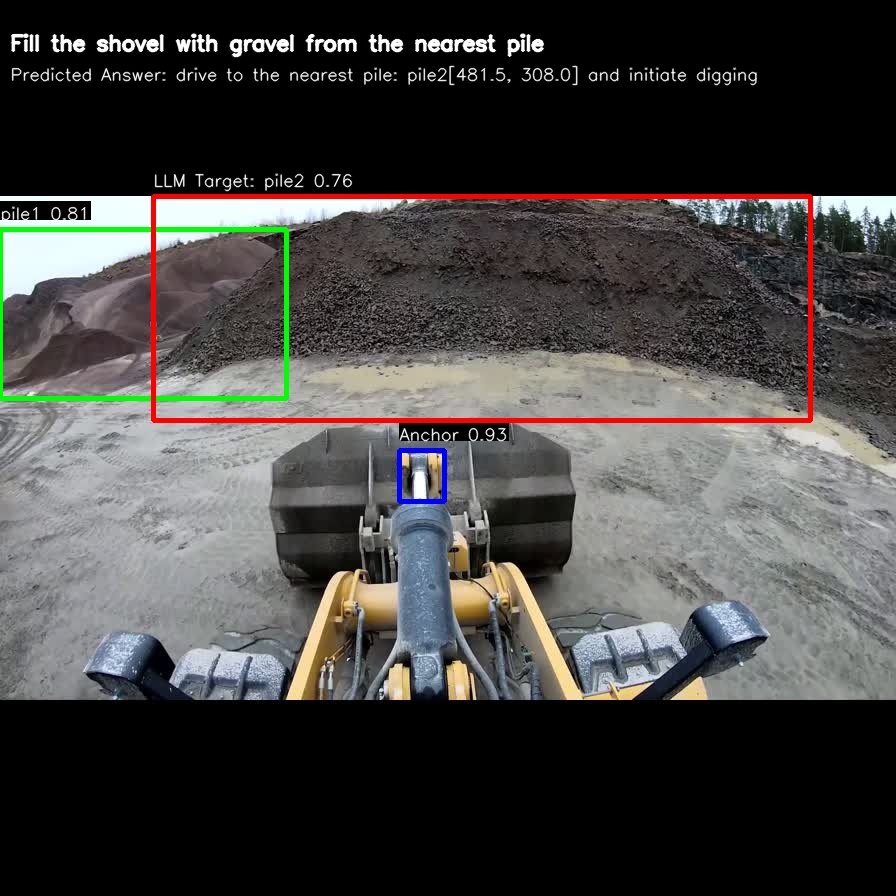 Fill the shovel with gravel from the nearest pile
Predicted Answer: drive to the nearest pile: pile2[481.5, 308.0] and initiate digging
LLM Target: pile2 0.76
pile1 0.81
Anchor 0.93